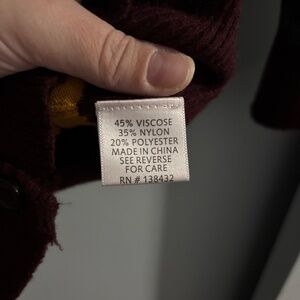 45% VISCOSE
35% NYLON
20% POLYESTER
MADE IN CHINA
SEE REVERSE
FOR CARE
RN # 138432